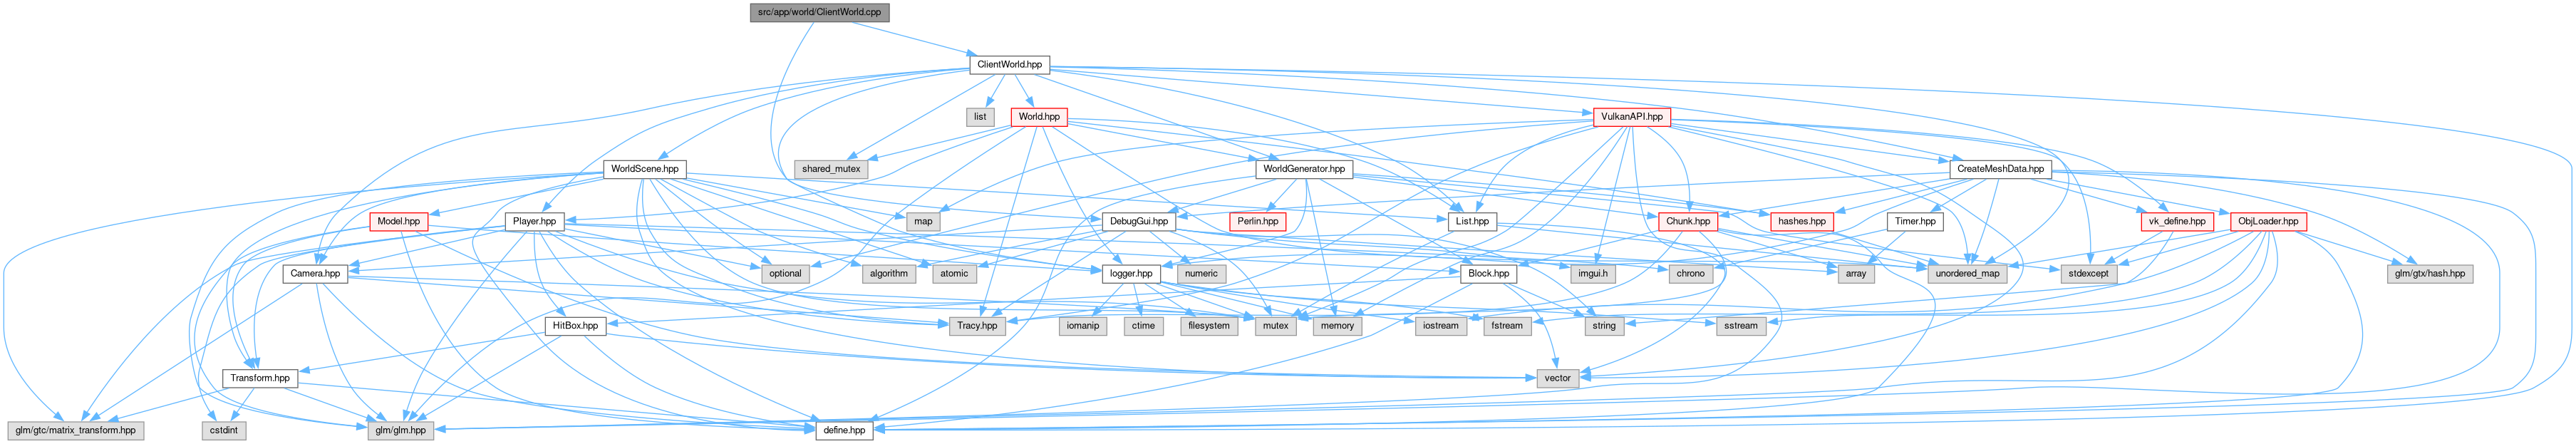 src/app/world/ClientWorld.cpp
ClientWorld.hpp
list
World.hpp
VulkanAPI.hpp
shared_mutex
WorldScene.hpp
WorldGenerator.hpp
CreateMeshData.hpp
Model.hpp
Player.hpp
map
DebugGui.hpp
Perlin.hpp
List.hpp
Chunk.hpp
hashes.hpp
Timer.hpp
vk_define.hpp
ObjLoader.hpp
Camera.hpp
optional
algorithm
atomic
logger.hpp
numeric
Block.hpp
imgui.h
chrono
array
unordered_map
stdexcept
glm/gtx/hash.hpp
HitBox.hpp
Tracy.hpp
iomanip
ctime
filesystem
mutex
memory
iostream
fstream
string
sstream
Transform.hpp
vector
glm/gtc/matrix_transform.hpp
cstdint
glm/glm.hpp
define.hpp